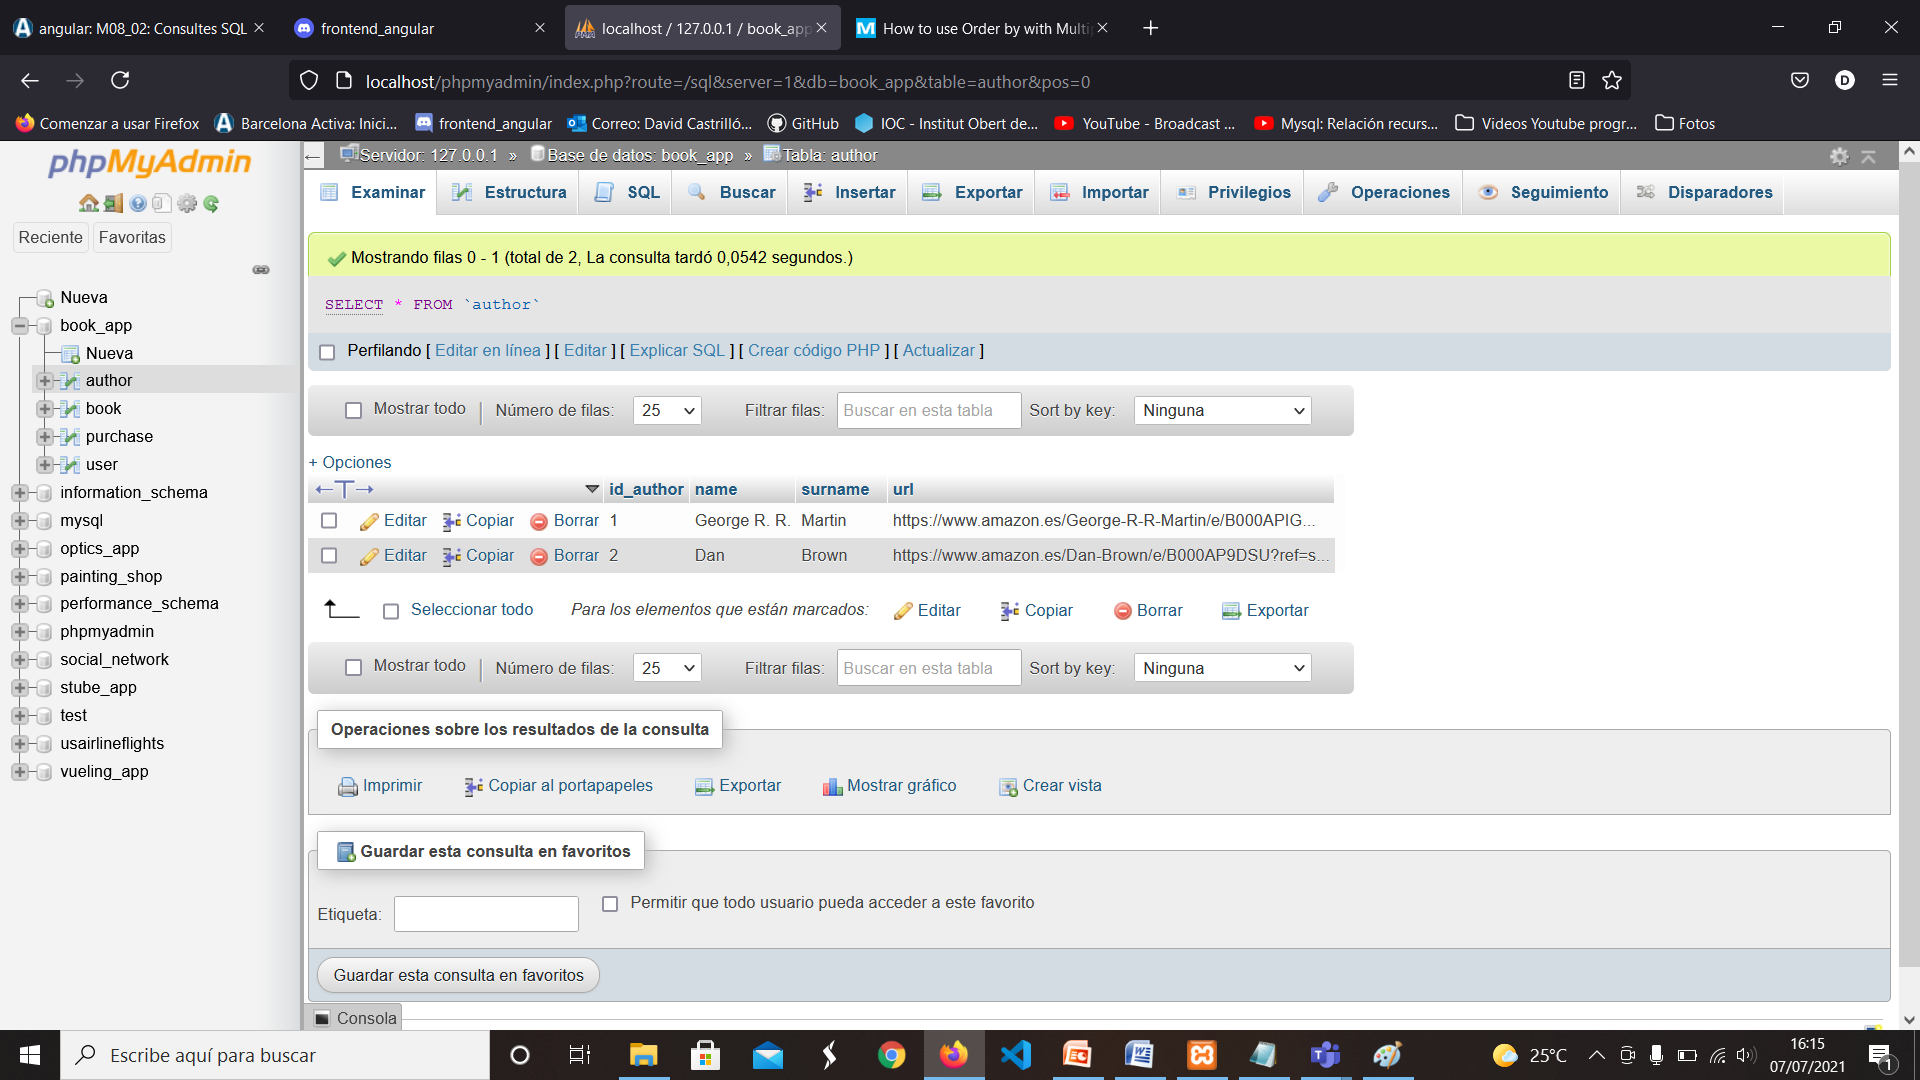 angular: M08_02: Consultes SQL
frontend_angular
localhost / 127.0.0.1 / book_app
How to use Order by with Multi
localhost/phpmyadmin/index.php?route=/sql&server=1&db=book_app&table=author&pos=0
D
Comenzar a usar Firefox
Barcelona Activa: Inici...
frontend_angular
Correo: David Castrilló...
GitHub
IOC - Institut Obert de...
YouTube - Broadcast ...
Mysql: Relación recurs...
Videos Youtube progr...
Fotos
phpMyAdmin
Reciente
Favoritas
Nueva
book_app
Nueva
author
book
purchase
user
information_schema
mysql
optics_app
painting_shop
performance_schema
phpmyadmin
social_network
stube_app
test
usairlineflights
vueling_app
Servidor: 127.0.0.1 » Base de datos: book_app » Tabla: author
Examinar
Estructura
SQL
Buscar
Insertar
Exportar
Importar
Privilegios
Operaciones
Seguimiento
Disparadores
Mostrando filas 0 - 1 (total de 2, La consulta tardó 0,0542 segundos.)
SELECT * FROM `author`
Perfilando [ Editar en línea ] [ Editar ] [ Explicar SQL ] [ Crear código PHP ] [ Actualizar ]
Mostrar todo | Número de filas: 25 Filtrar filas: Buscar en esta tabla Sort by key: Ninguna
+ Opciones
←T→ id_author name surname url
Editar Copiar Borrar 1 George R. R. Martin https://www.amazon.es/George-R-R-Martin/e/B000APIG...
Editar Copiar Borrar 2 Dan Brown https://www.amazon.es/Dan-Brown/e/B000AP9DSU?ref=s...
Seleccionar todo Para los elementos que están marcados: Editar Copiar Borrar Exportar
Mostrar todo | Número de filas: 25 Filtrar filas: Buscar en esta tabla Sort by key: Ninguna
Operaciones sobre los resultados de la consulta
Imprimir Copiar al portapapeles Exportar Mostrar gráfico Crear vista
Guardar esta consulta en favoritos
Etiqueta: Permitir que todo usuario pueda acceder a este favorito
Guardar esta consulta en favoritos
Consola
Escribe aquí para buscar
25°C
16:15
07/07/2021
1